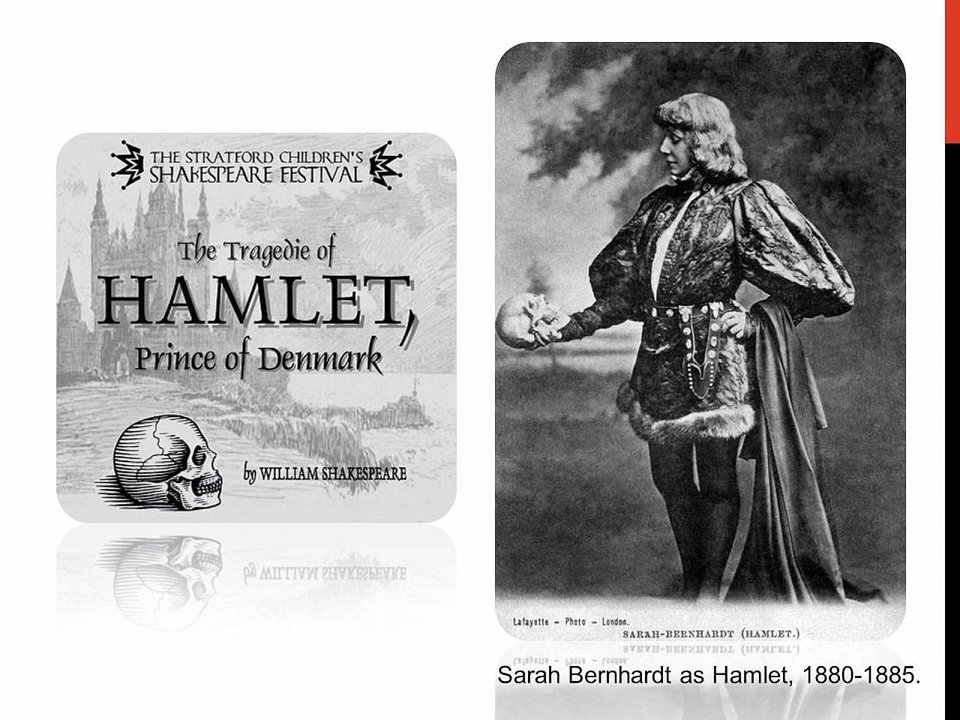 THE STRATFORD CHILDREN'S
SHAKESPEARE FESTIVAL
The Tragedie of
HAMLET,
Prince of Denmark
by WILLIAM SHAKESPEARE
Lafayette - Photo - London.
SARAH-BERNHARDT (HAMLET.)
Sarah Bernhardt as Hamlet, 1880-1885.